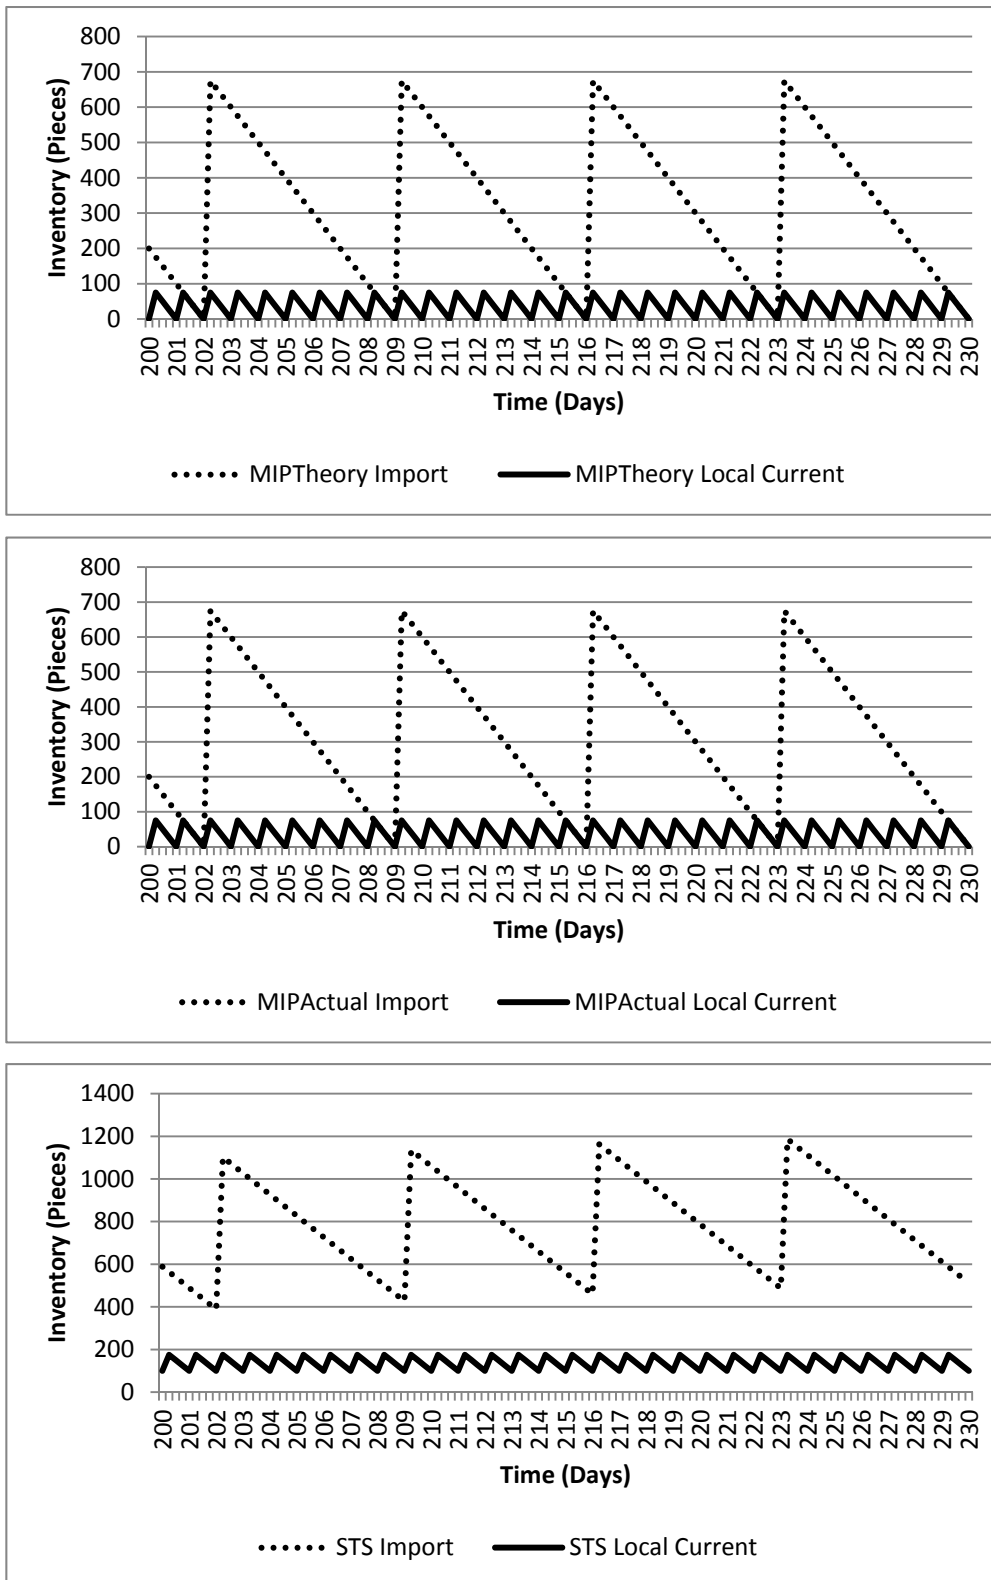 800
700
600
500
400
300
200
100
0
Inventory (Pieces)
200 201 202 203 204 205 206 207 208 209 210 211 212 213 214 215 216 217 218 219 220 221 222 223 224 225 226 227 228 229 230
Time (Days)
MIPTheory Import MIPTheory Local Current
800
700
600
500
400
300
200
100
0
Inventory (Pieces)
200 201 202 203 204 205 206 207 208 209 210 211 212 213 214 215 216 217 218 219 220 221 222 223 224 225 226 227 228 229 230
Time (Days)
MIPActual Import MIPActual Local Current
1400
1200
1000
800
600
400
200
0
Inventory (Pieces)
200 201 202 203 204 205 206 207 208 209 210 211 212 213 214 215 216 217 218 219 220 221 222 223 224 225 226 227 228 229 230
Time (Days)
STS Import STS Local Current